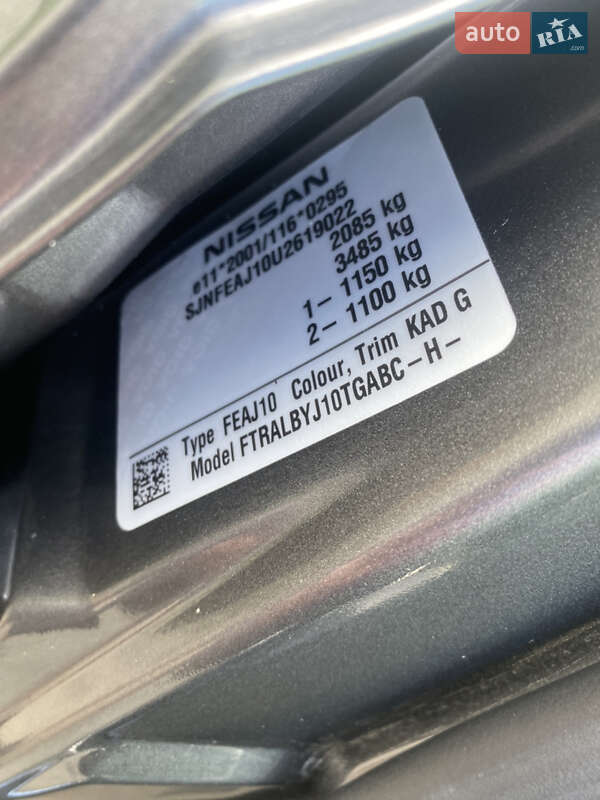 auto RIA.com
NISSAN
e11*2001/116*0295
SJNFEAJ10U2619022
2085 kg
3485 kg
1- 1150 kg
2- 1100 kg
Type FEAJ10 Colour, Trim KAD G
Model FTRALBYJ10TGABC-H-